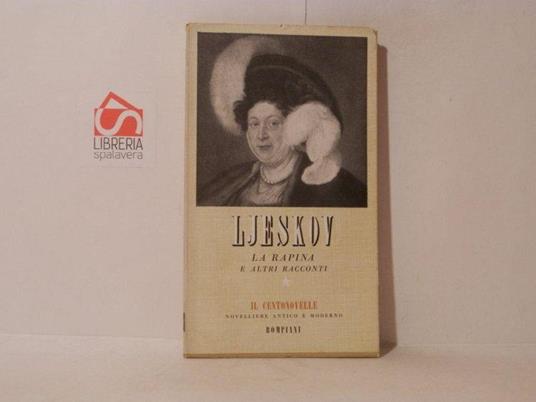 LIBRERIA
spalavera
LJESKOV
LA RAPINA
E ALTRI RACCONTI
IL CENTONOVELLE
NOVELLIERE ANTICO E MODERNO
BOMPIANI